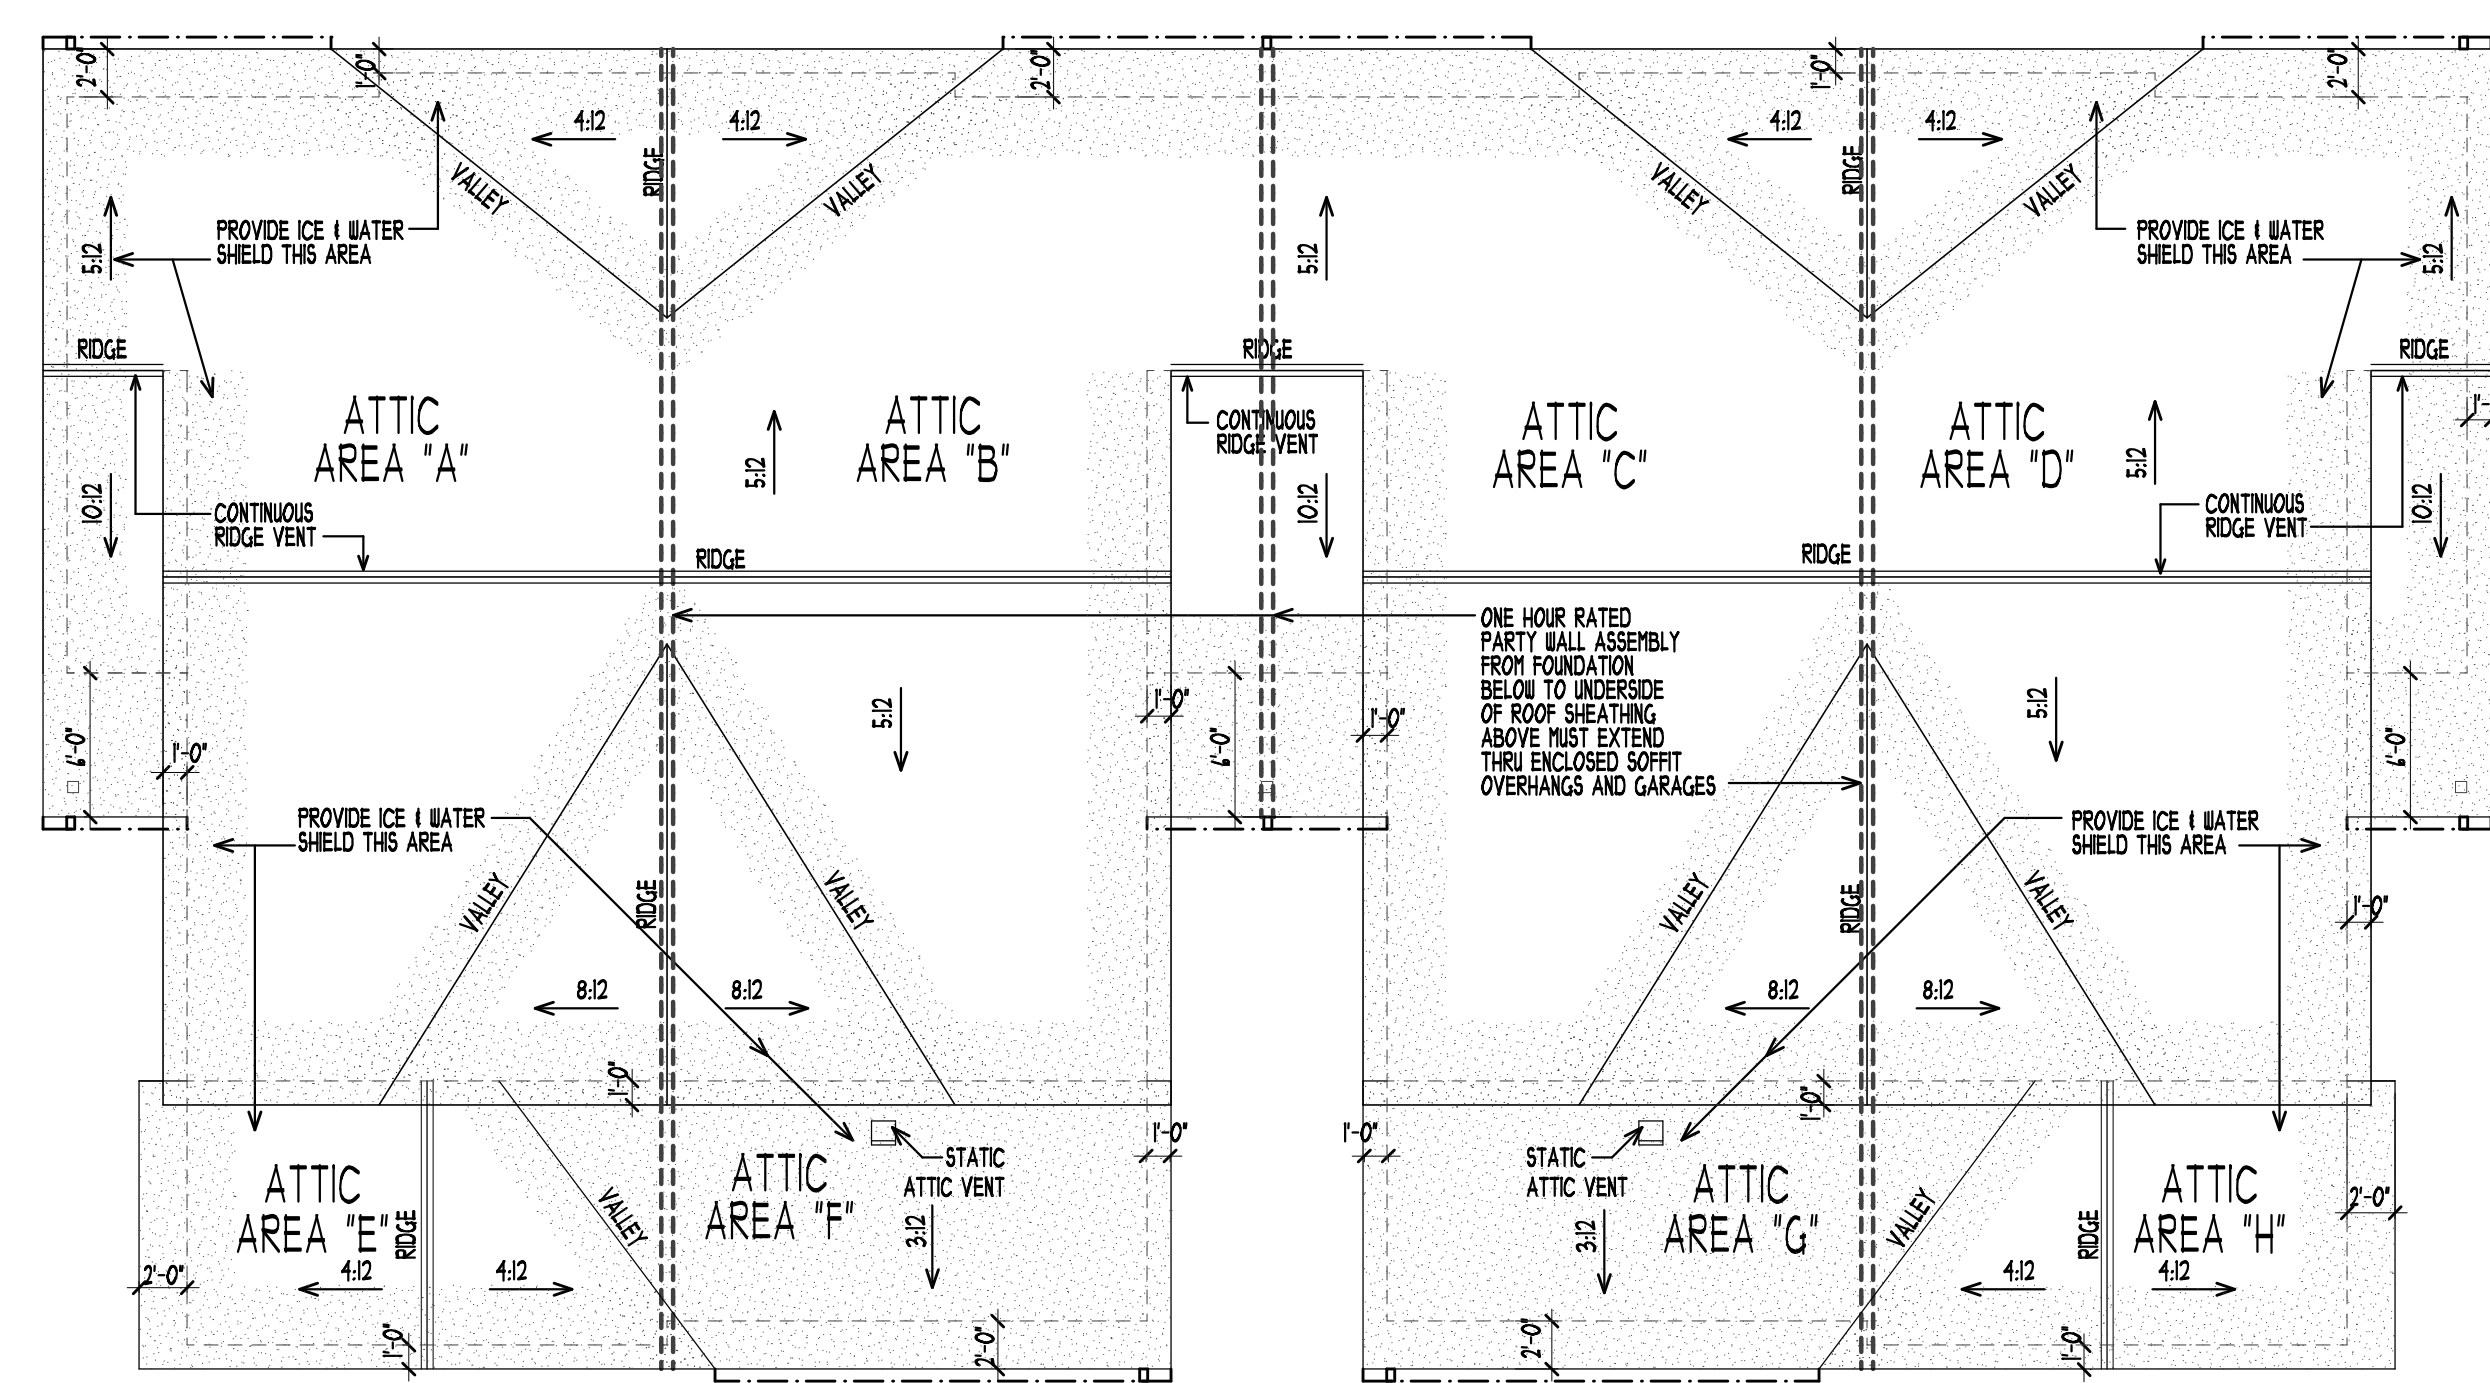 2'-0"
1'-0"
2'-0"
1'-0"
2'-0"
4:12
4:12
4:12
4:12
RIDGE
RIDGE
VALLEY
VALLEY
VALLEY
VALLEY
PROVIDE ICE & WATER
SHIELD THIS AREA
PROVIDE ICE & WATER
SHIELD THIS AREA
5:12
5:12
5:12
RIDGE
RIDGE
RIDGE
ATTIC
AREA "A"
ATTIC
AREA "B"
CONTINUOUS
RIDGE VENT
ATTIC
AREA "C"
ATTIC
AREA "D"
1'-
5:12
5:12
10:12
10:12
10:12
CONTINUOUS
RIDGE VENT
CONTINUOUS
RIDGE VENT
RIDGE
RIDGE
ONE HOUR RATED
PARTY WALL ASSEMBLY
FROM FOUNDATION
BELOW TO UNDERSIDE
OF ROOF SHEATHING
ABOVE MUST EXTEND
THRU ENCLOSED SOFFIT
OVERHANGS AND GARAGES
5:12
5:12
1'-0"
1'-0"
6'-0"
1'-0"
6'-0"
6'-0"
PROVIDE ICE & WATER
SHIELD THIS AREA
PROVIDE ICE & WATER
SHIELD THIS AREA
VALLEY
RIDGE
VALLEY
VALLEY
RIDGE
VALLEY
1'-0"
8:12
8:12
8:12
8:12
1'-0"
1'-0"
1'-0"
1'-0"
STATIC
ATTIC VENT
STATIC
ATTIC VENT
ATTIC
AREA "E"
RIDGE
VALLEY
ATTIC
AREA "F"
3:12
3:12
ATTIC
AREA "G"
VALLEY
RIDGE
ATTIC
AREA "H"
2'-0"
2'-0"
4:12
4:12
4:12
4:12
1'-0"
2'-0"
2'-0"
1'-0"